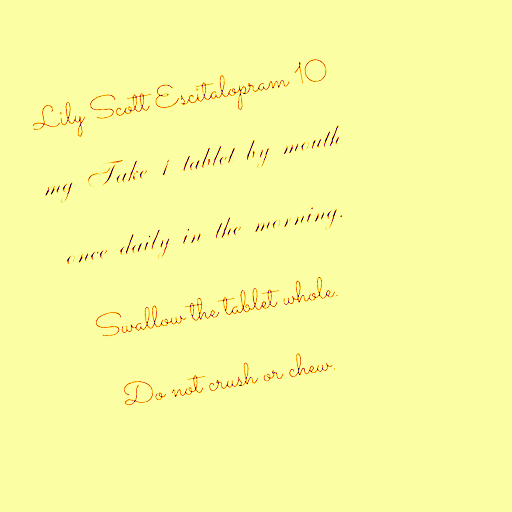 Lily Scott Escitalopram 10
mg Take 1 tablet by mouth
once daily in the morning.
Swallow the tablet whole.
Do not crush or chew.